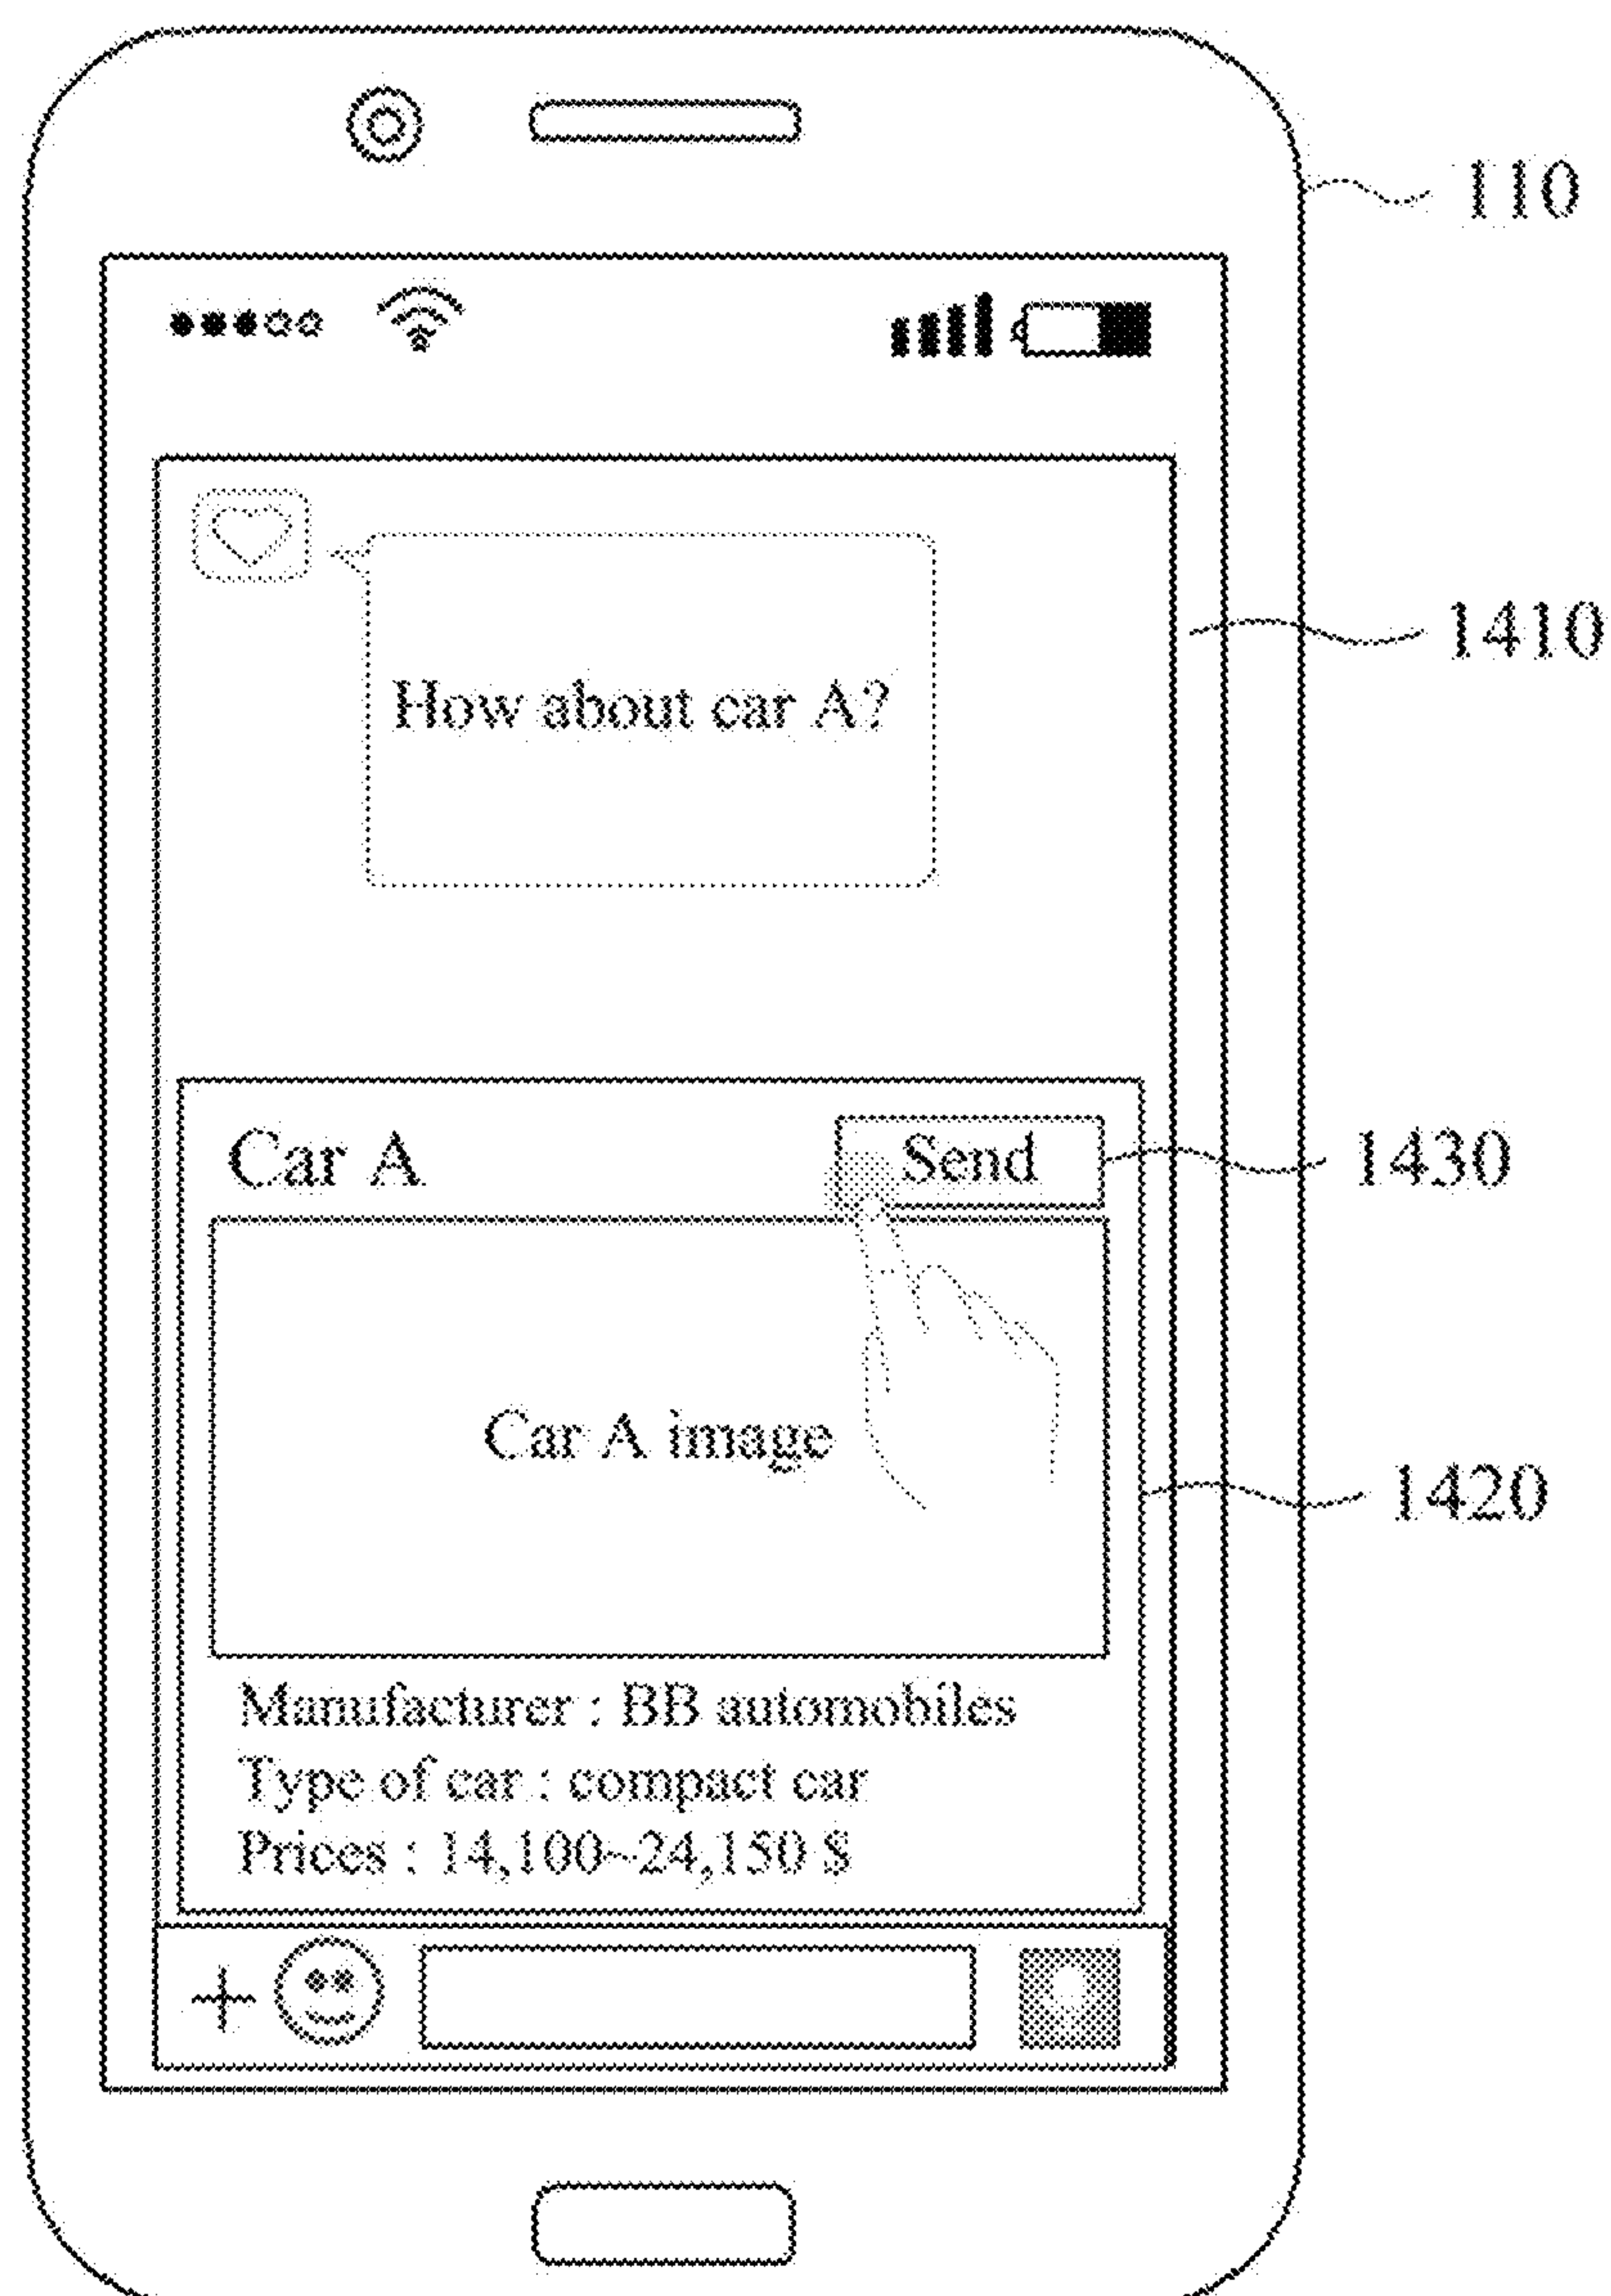 110
1410
How about car A?
Car A
Send
1430
Car A image
1420
Manufacturer : BB automobiles
Type of car : compact car
Prices : 14,100~24,150 $